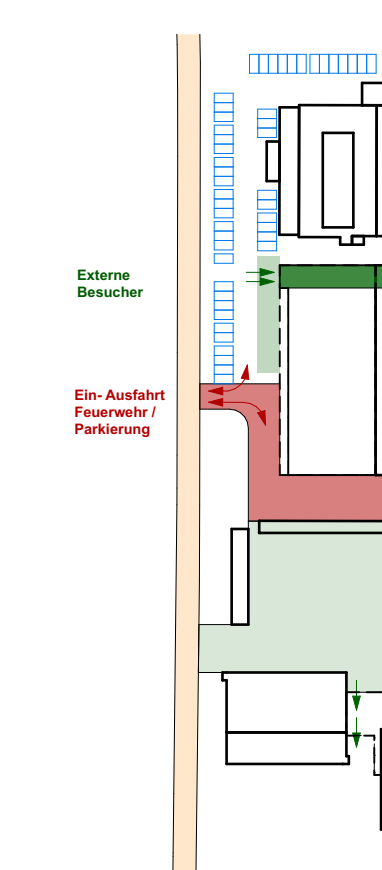 Externe
Besucher
Ein- Ausfahrt
Feuerwehr /
Parkierung